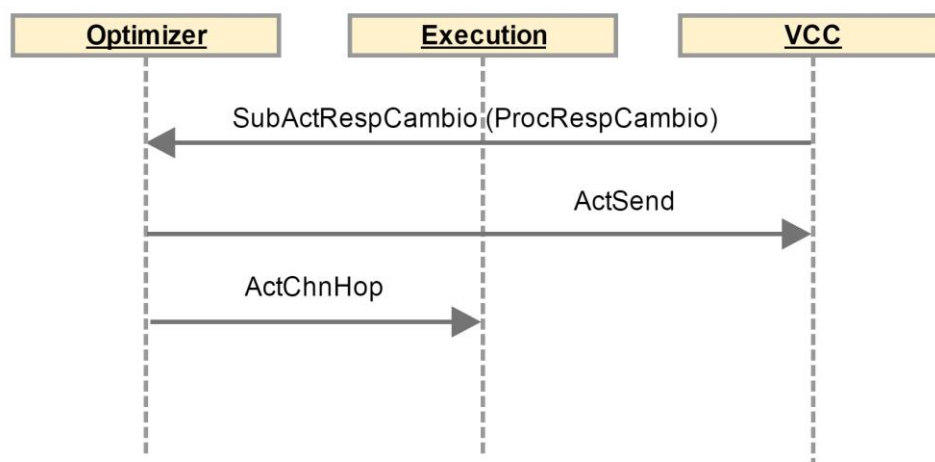 Optimizer
Execution
VCC
SubActRespCambio (ProcRespCambio)
ActSend
ActChnHop